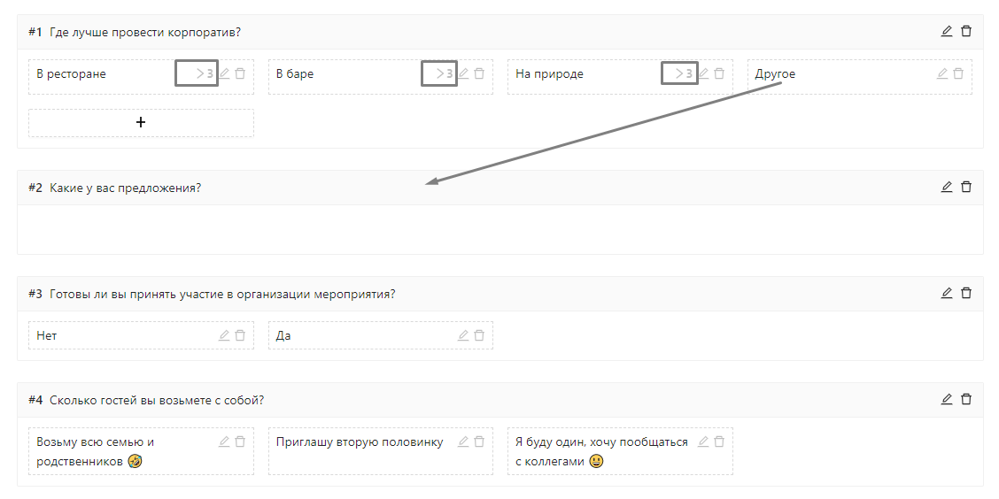 #1 Где лучше провести корпоратив?
В ресторане >3 В баре >3 На природе >3 Другое
+
#2 Какие у вас предложения?
#3 Готовы ли вы принять участие в организации мероприятия?
Нет Да
#4 Сколько гостей вы возьмете с собой?
Возьму всю семью и родственников 🤣 Приглашу вторую половинку Я буду один, хочу пообщаться с коллегами 😀